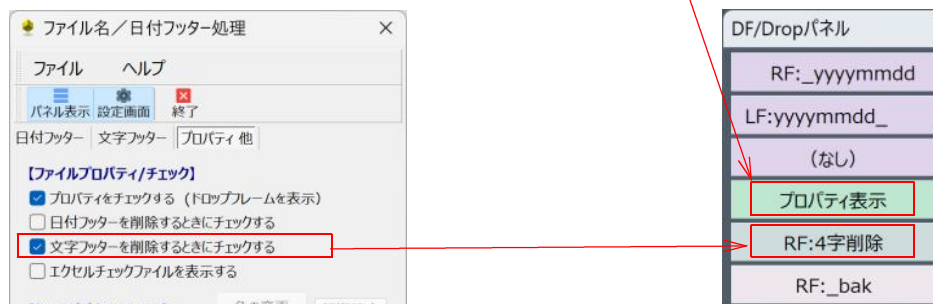 ファイル名／日付フッター処理
ファイル ヘルプ
パネル表示 設定画面 終了
日付フッター 文字フッター プロパティ 他
【ファイルプロパティ/チェック】
プロパティをチェックする（ドロップフレームを表示）
日付フッターを削除するときにチェックする
文字フッターを削除するときにチェックする
エクセルチェックファイルを表示する
DF/Dropパネル
RF:_yyyymmdd
LF:yyyymmdd_
（なし）
プロパティ表示
RF:4字削除
RF:_bak